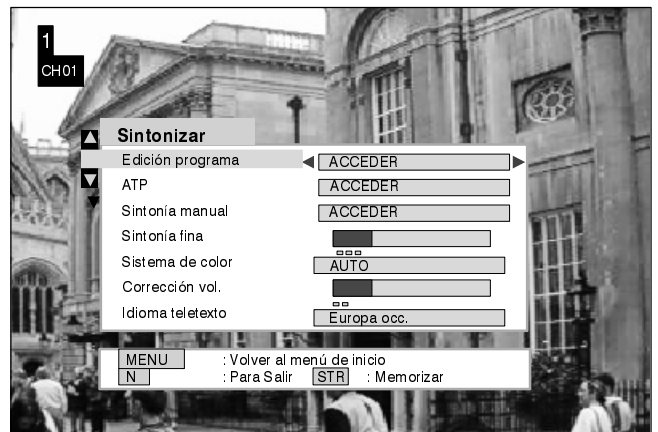 1
CH01
Sintonizar
Edición programa ACCEDER
ATP ACCEDER
Sintonía manual ACCEDER
Sintonía fina
Sistema de color AUTO
Corrección vol.
Idioma teletexto Europa occ.
MENU : Volver al menú de inicio
N : Para Salir STR : Memorizar